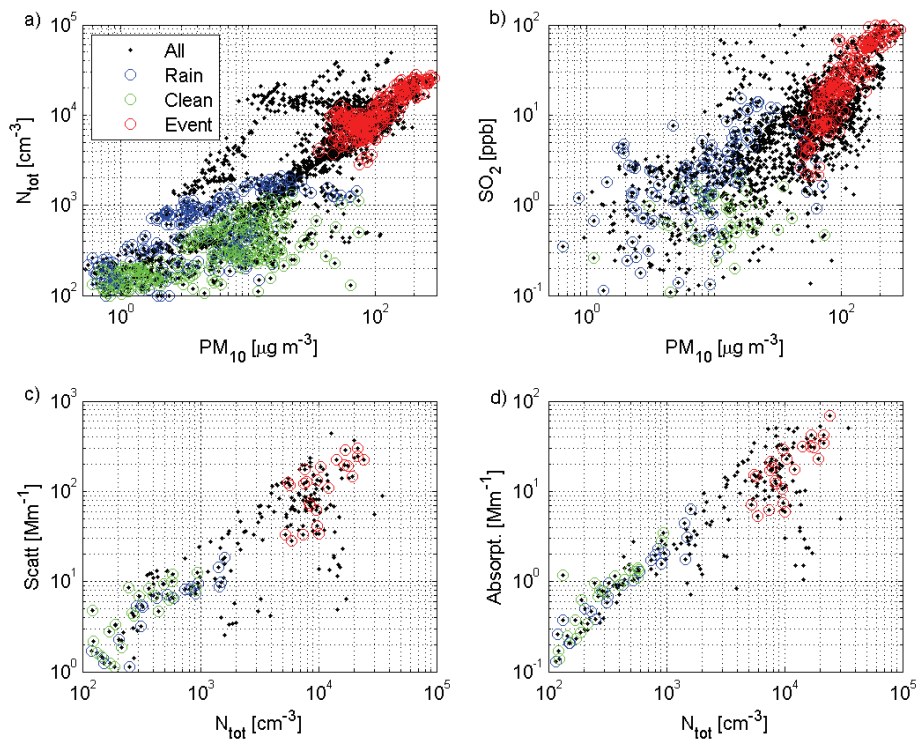 a)
10^5
10^4
10^3
10^2
N_tot [cm^-3]
All
Rain
Clean
Event
10^0
10^2
PM_10 [μg m^-3]
b)
10^2
10^1
10^0
10^-1
SO_2 [ppb]
10^0
10^2
PM_10 [μg m^-3]
c)
10^3
10^2
10^1
10^0
Scatt [Mm^-1]
10^2
10^3
10^4
10^5
N_tot [cm^-3]
d)
10^2
10^1
10^0
10^-1
Absorpt. [Mm^-1]
10^2
10^3
10^4
10^5
N_tot [cm^-3]